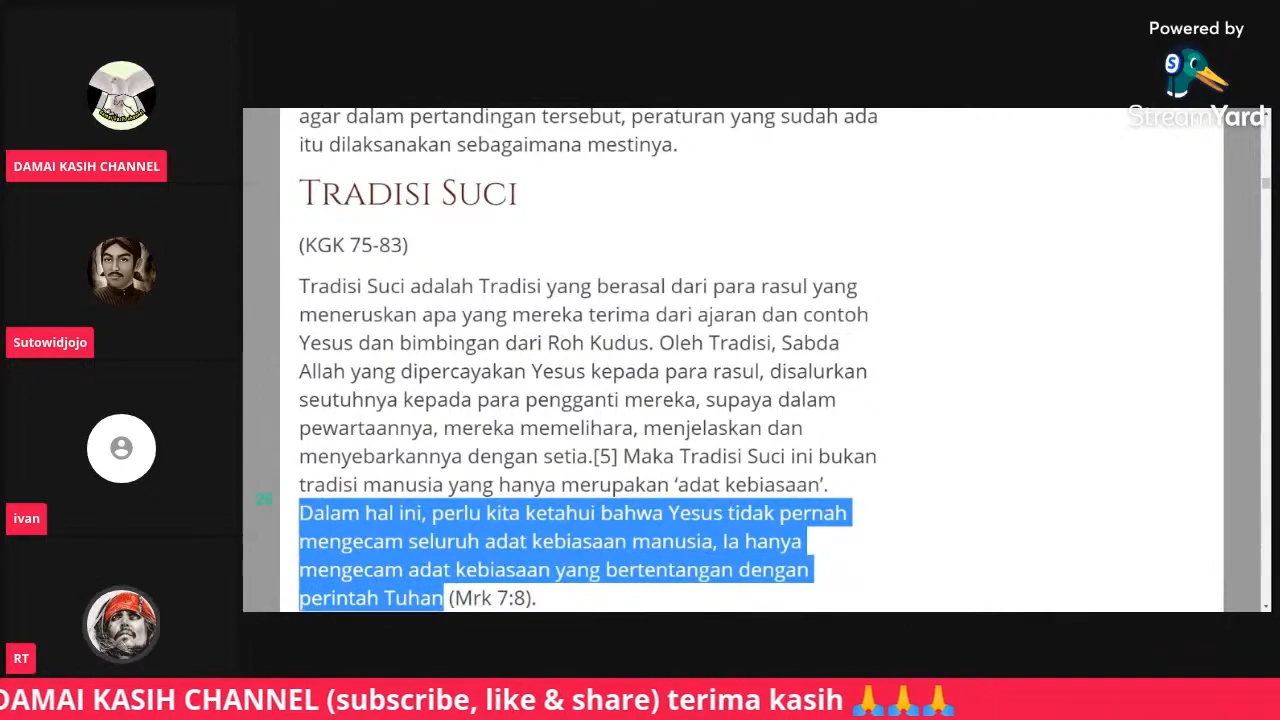 Powered by
S
StreamYard
DAMAI KASIH CHANNEL
Sutowidjojo
ivan
RT
agar dalam pertandingan tersebut, peraturan yang sudah ada
itu dilaksanakan sebagaimana mestinya.
TRADISI SUCI
(KGK 75-83)
Tradisi Suci adalah Tradisi yang berasal dari para rasul yang
meneruskan apa yang mereka terima dari ajaran dan contoh
Yesus dan bimbingan dari Roh Kudus. Oleh Tradisi, Sabda
Allah yang dipercayakan Yesus kepada para rasul, disalurkan
seutuhnya kepada para pengganti mereka, supaya dalam
pewartaannya, mereka memelihara, menjelaskan dan
menyebarkannya dengan setia.[5] Maka Tradisi Suci ini bukan
tradisi manusia yang hanya merupakan ‘adat kebiasaan’.
Dalam hal ini, perlu kita ketahui bahwa Yesus tidak pernah
mengecam seluruh adat kebiasaan manusia, Ia hanya
mengecam adat kebiasaan yang bertentangan dengan
perintah Tuhan (Mrk 7:8).
DAMAI KASIH CHANNEL (subscribe, like & share) terima kasih 🙏🙏🙏